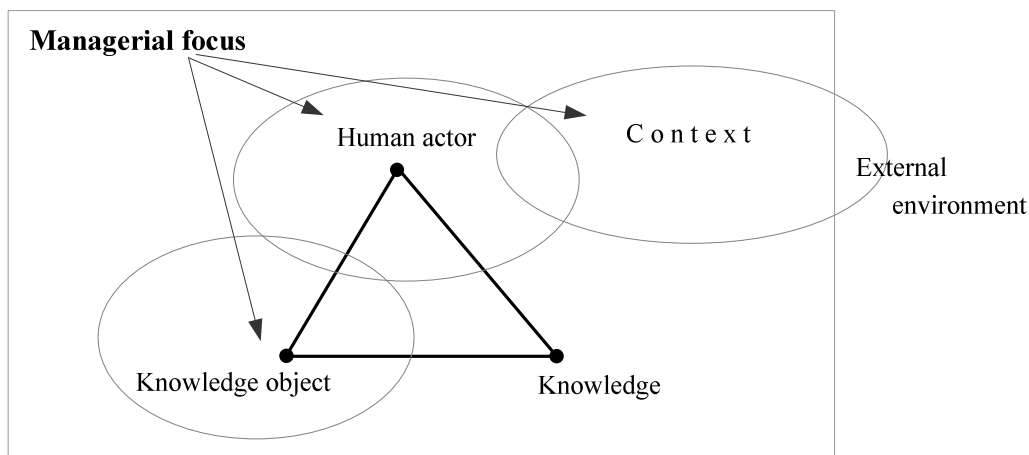 Managerial focus
Human actor
C o n t e x t
External
environment
Knowledge object
Knowledge